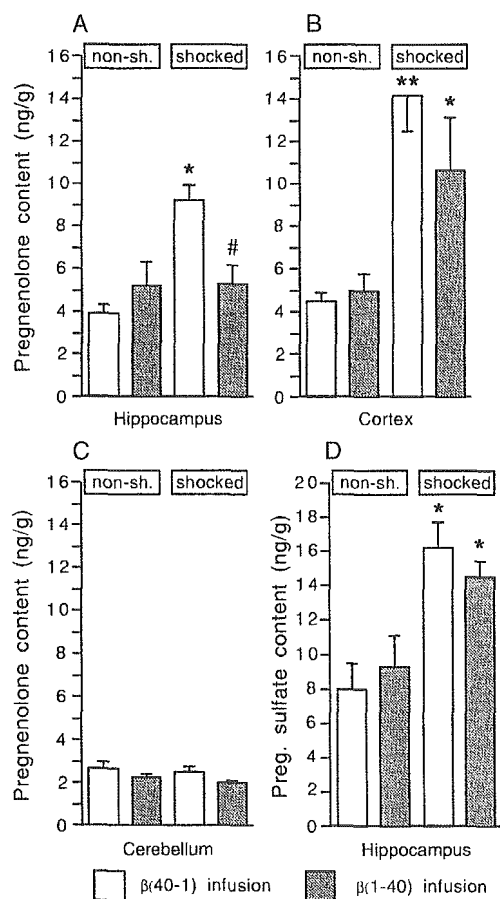 A
B
non-sh.
shocked
non-sh.
shocked
Pregnenolone content (ng/g)
16
14
12
10
8
6
4
2
0
*
#
Hippocampus
16
14
12
10
8
6
4
2
0
**
*
Cortex
C
D
non-sh.
shocked
non-sh.
shocked
Pregnenolone content (ng/g)
16
14
12
10
8
6
4
2
0
Cerebellum
Preg. sulfate content (ng/g)
20
18
16
14
12
10
8
6
4
2
0
*
*
Hippocampus
β(40-1) infusion
β(1-40) infusion